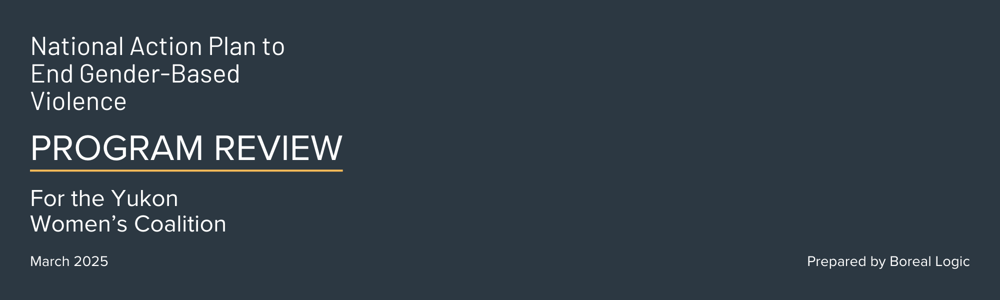 National Action Plan to
End Gender-Based
Violence
PROGRAM REVIEW
For the Yukon
Women’s Coalition
March 2025
Prepared by Boreal Logic